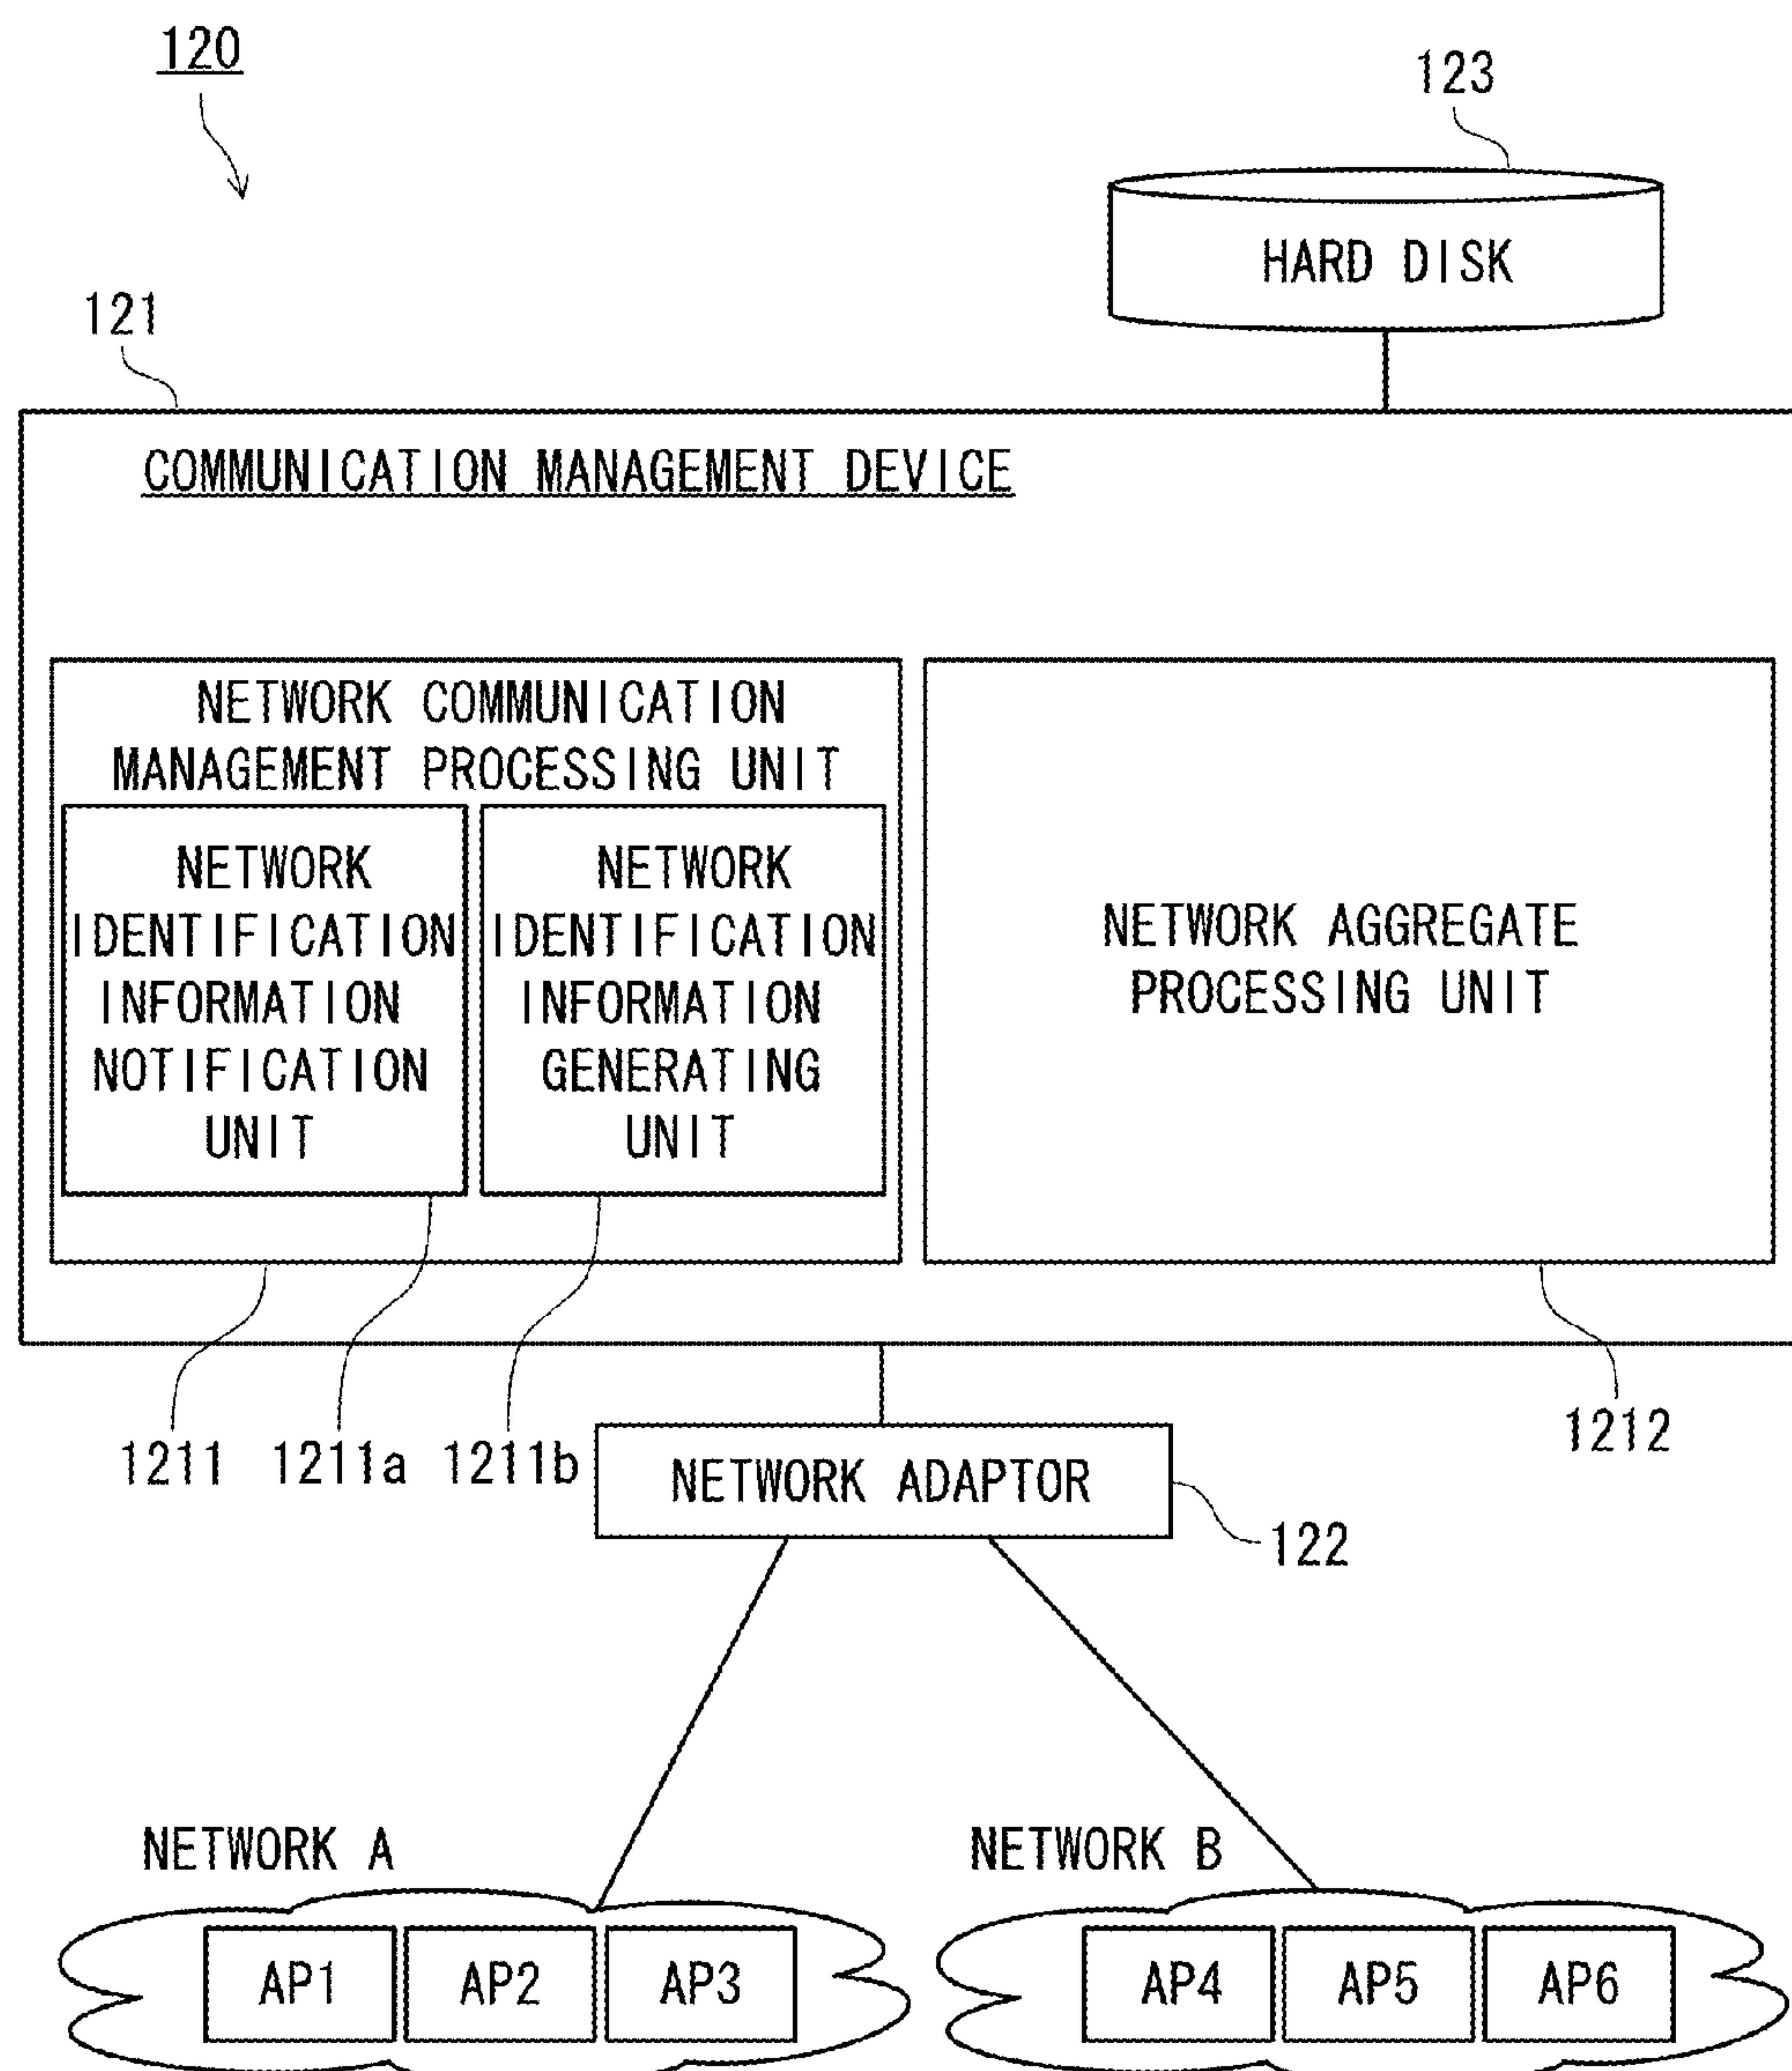 120
123
HARD DISK
121
COMMUNICATION MANAGEMENT DEVICE
NETWORK COMMUNICATION
MANAGEMENT PROCESSING UNIT
NETWORK
IDENTIFICATION
INFORMATION
NOTIFICATION
UNIT
NETWORK
IDENTIFICATION
INFORMATION
GENERATING
UNIT
NETWORK AGGREGATE
PROCESSING UNIT
1211
1211a
1211b
1212
NETWORK ADAPTOR
122
NETWORK A
NETWORK B
AP1
AP2
AP3
AP4
AP5
AP6